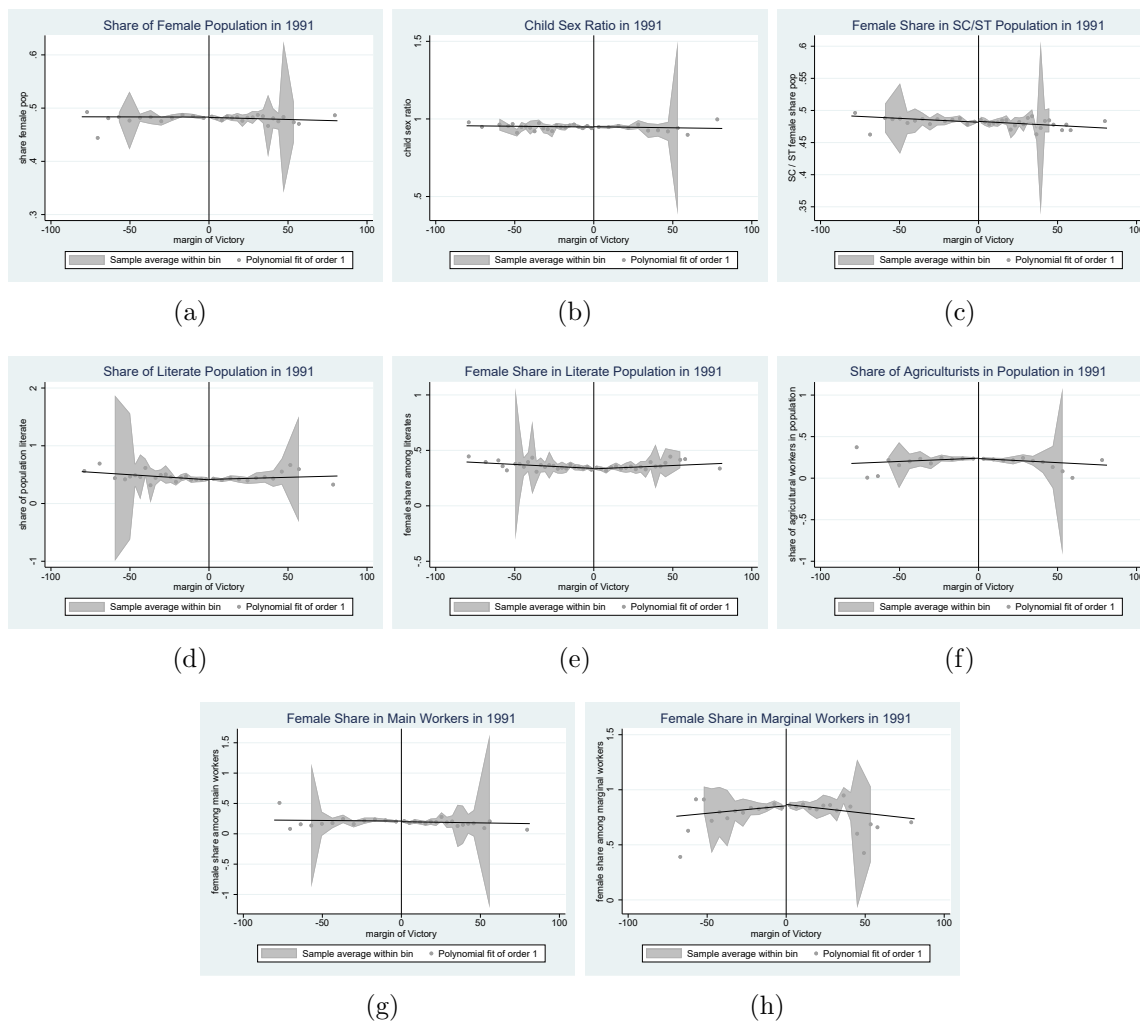 Share of Female Population in 1991
share female pop
.6
.5
.4
.3
-100 -50 0 50 100
margin of Victory
Sample average within bin Polynomial fit of order 1
(a)
Child Sex Ratio in 1991
child sex ratio
1.5
1
.5
-100 -50 0 50 100
margin of Victory
Sample average within bin Polynomial fit of order 1
(b)
Female Share in SC/ST Population in 1991
SC / ST female share pop
.6
.55
.5
.45
.4
.35
-100 -50 0 50 100
margin of Victory
Sample average within bin Polynomial fit of order 1
(c)
Share of Literate Population in 1991
share of population literate
2
1
0
-1
-100 -50 0 50 100
margin of Victory
Sample average within bin Polynomial fit of order 1
(d)
Female Share in Literate Population in 1991
female share among literates
1
.5
0
-.5
-100 -50 0 50 100
margin of Victory
Sample average within bin Polynomial fit of order 1
(e)
Share of Agriculturists in Population in 1991
share of agricultural workers in population
1
.5
0
-.5
-1
-100 -50 0 50 100
margin of Victory
Sample average within bin Polynomial fit of order 1
(f)
Female Share in Main Workers in 1991
female share among main workers
1.5
1
.5
0
-.5
-1
-100 -50 0 50 100
margin of Victory
Sample average within bin Polynomial fit of order 1
(g)
Female Share in Marginal Workers in 1991
female share among marginal workers
1.5
1
.5
0
-100 -50 0 50 100
margin of Victory
Sample average within bin Polynomial fit of order 1
(h)